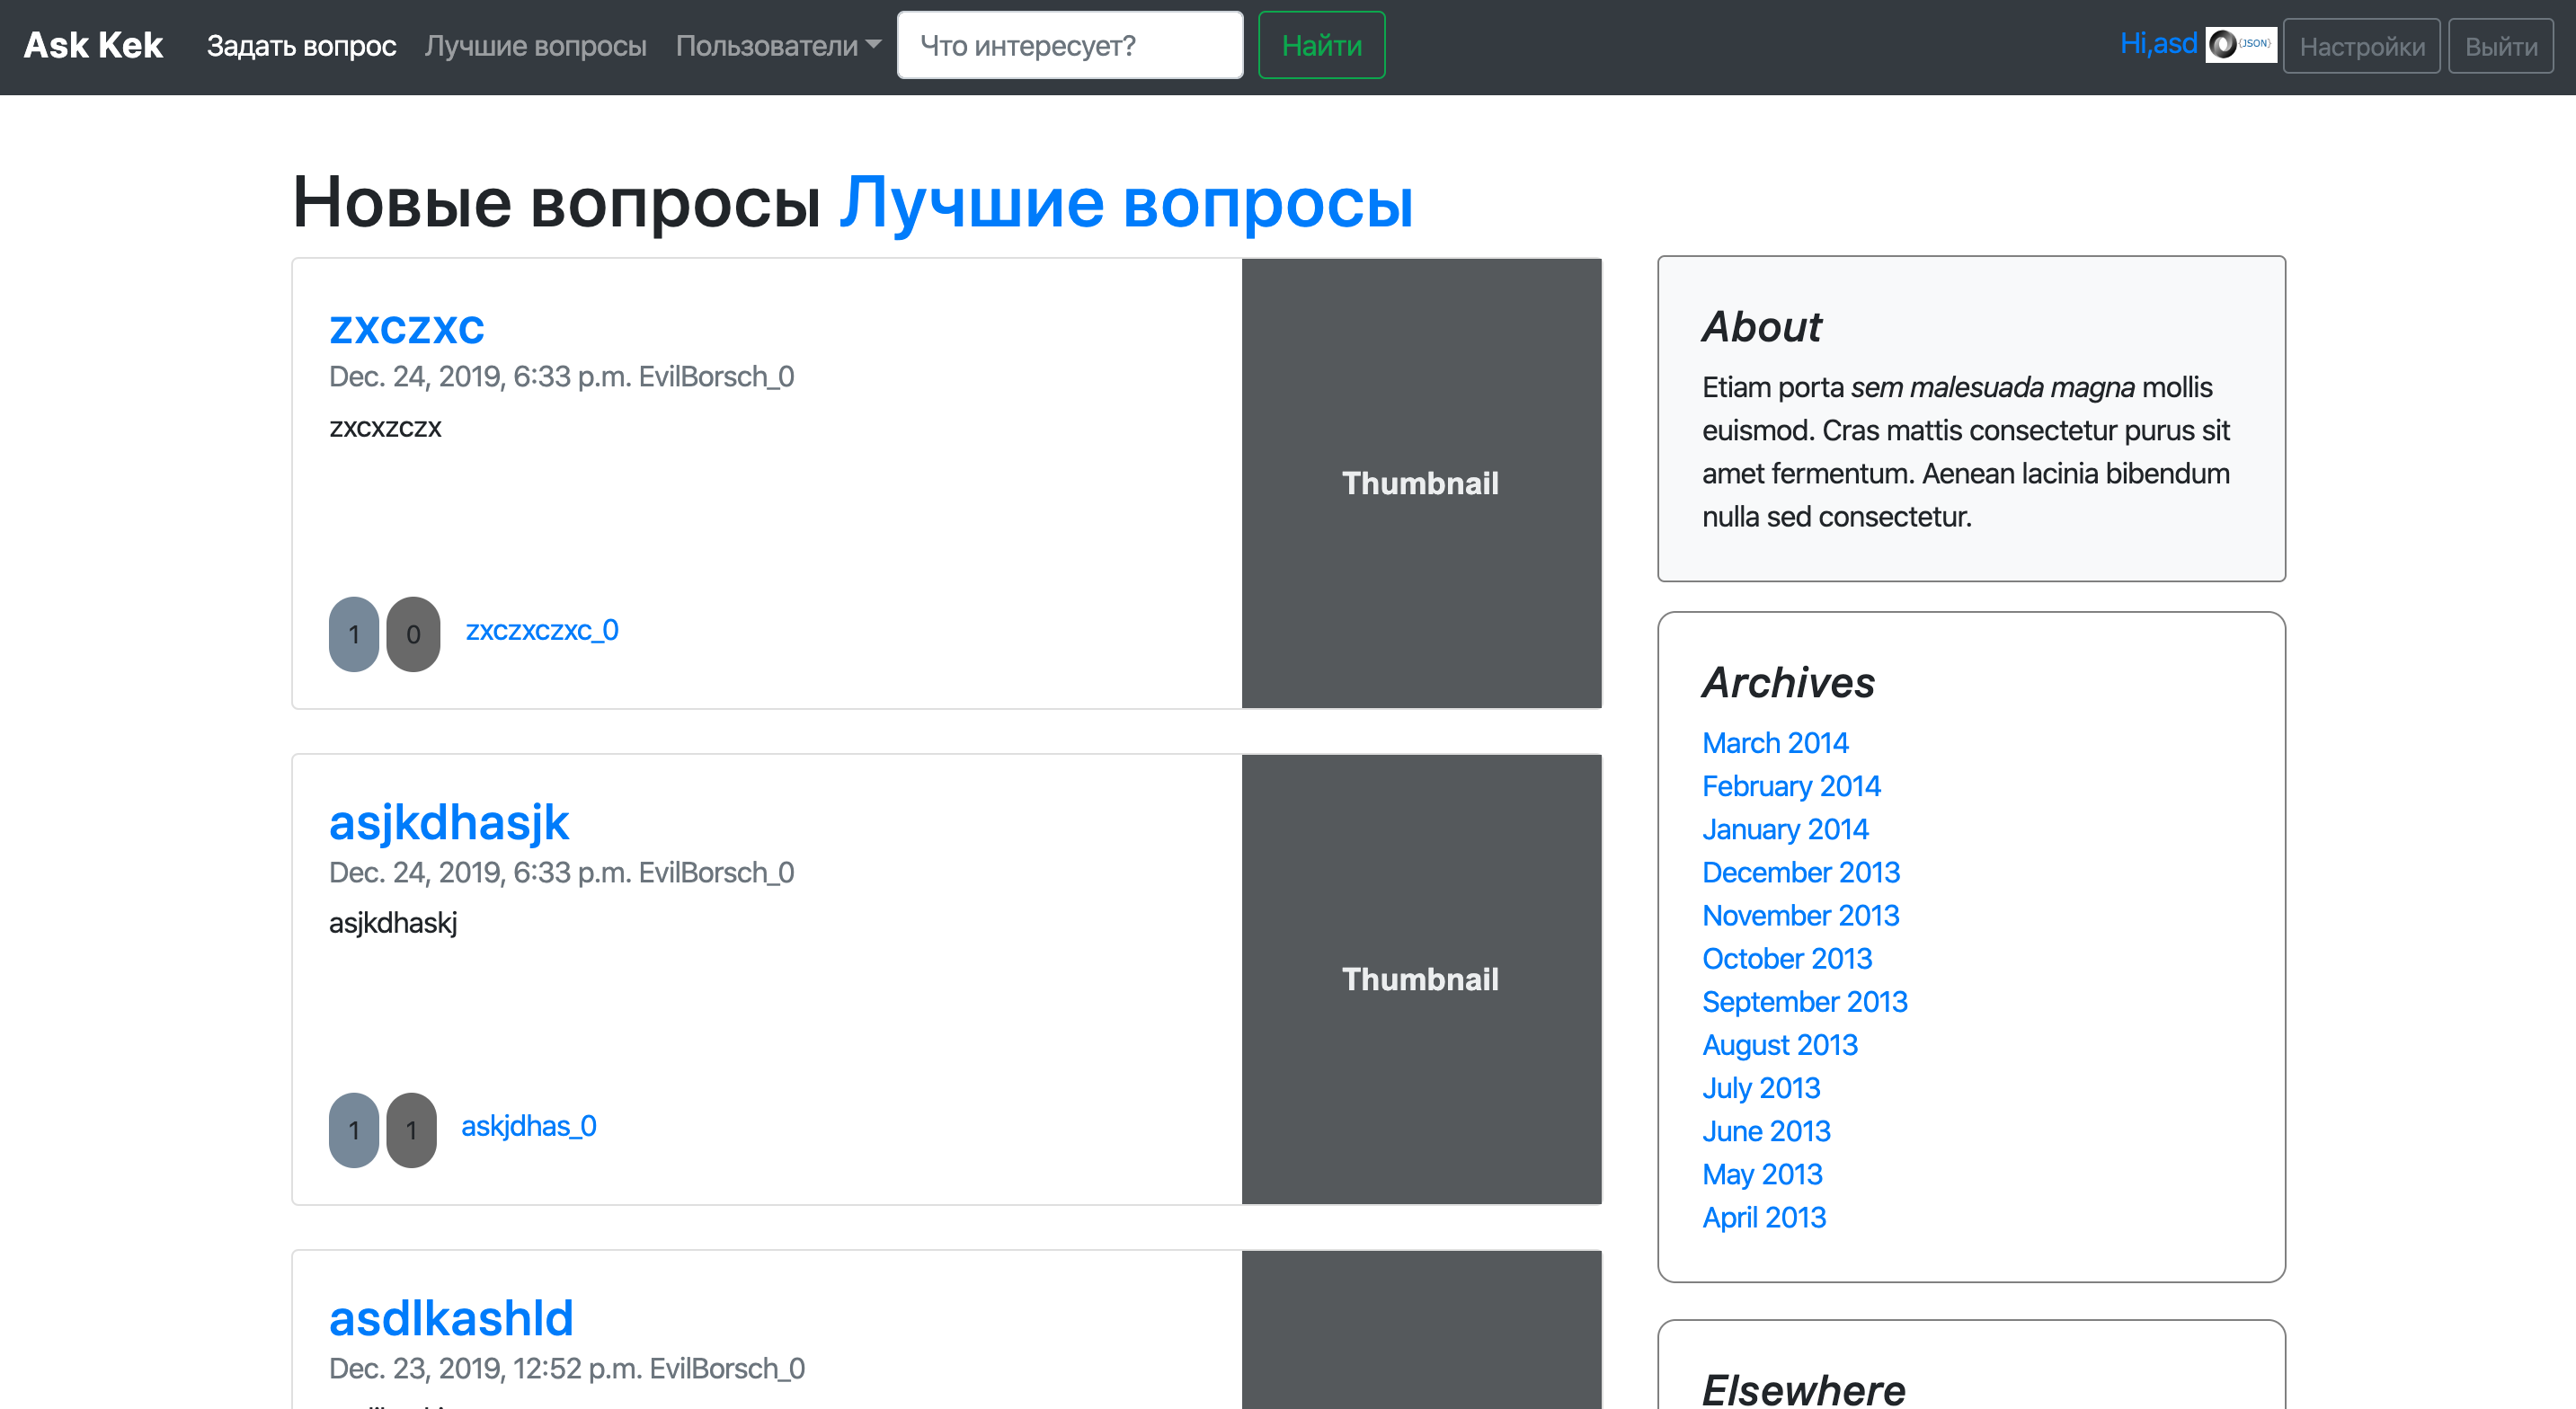 Ask Kek Задать вопрос Лучшие вопросы Пользователи Что интересует? Найти Hi,asd {JSON} Настройки Выйти
Новые вопросы Лучшие вопросы
zxczxc
Dec. 24, 2019, 6:33 p.m. EvilBorsch_0
zxcxzczx
Thumbnail
1 0 zxczxczxc_0
asjkdhasjk
Dec. 24, 2019, 6:33 p.m. EvilBorsch_0
asjkdhaskj
Thumbnail
1 1 askjdhas_0
asdlkashld
Dec. 23, 2019, 12:52 p.m. EvilBorsch_0
About
Etiam porta sem malesuada magna mollis
euismod. Cras mattis consectetur purus sit
amet fermentum. Aenean lacinia bibendum
nulla sed consectetur.
Archives
March 2014
February 2014
January 2014
December 2013
November 2013
October 2013
September 2013
August 2013
July 2013
June 2013
May 2013
April 2013
Elsewhere